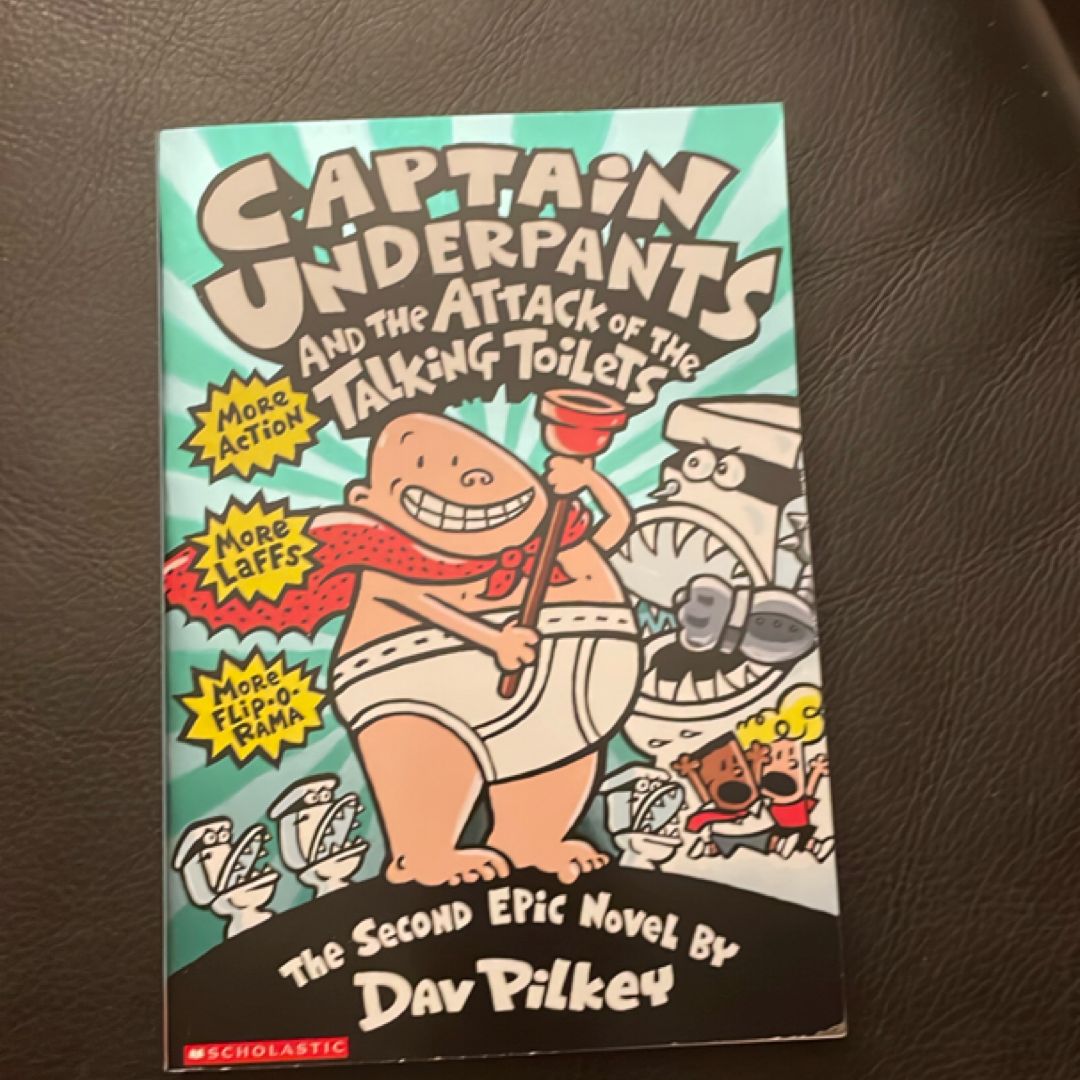 CAPTAiN
UNDERPANTS
AND THe ATTACK OF THe
TALKiNG TOiLeTS
MORe
ACTiON
MORe
LaFFS
MORe
FLiP-O-
RAMA
THe SeCOND EPiC NOVeL BY
DAV PiLKeY
SCHOLASTIC